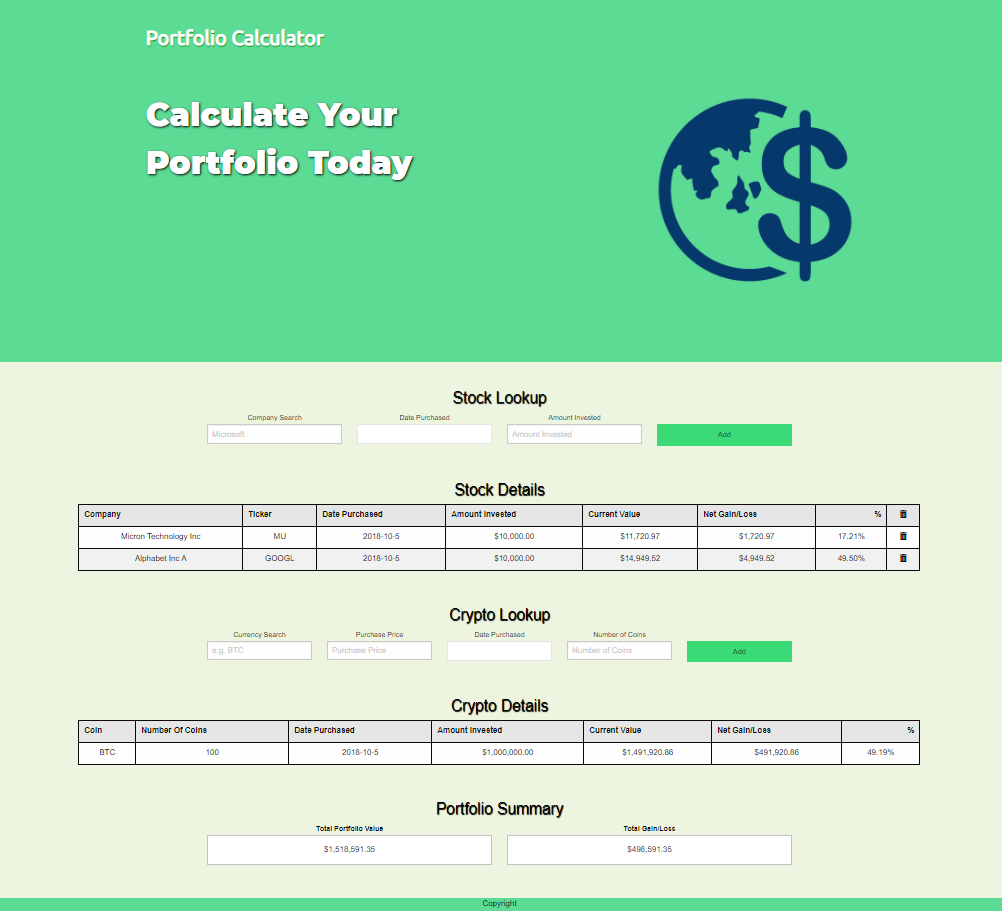 Portfolio Calculator
Calculate Your
Portfolio Today
Stock Lookup
Company Search Date Purchased Amount Invested
Microsoft Amount Invested Add
Stock Details
Company Ticker Date Purchased Amount Invested Current Value Net Gain/Loss %
Micron Technology Inc MU 2018-10-5 $10,000.00 $11,720.97 $1,720.97 17.21%
Alphabet Inc A GOOGL 2018-10-5 $10,000.00 $14,949.52 $4,949.52 49.50%
Crypto Lookup
Currency Search Purchase Price Date Purchased Number of Coins
e.g. BTC Purchase Price Number of Coins Add
Crypto Details
Coin Number Of Coins Date Purchased Amount Invested Current Value Net Gain/Loss %
BTC 100 2018-10-5 $1,000,000.00 $1,491,920.86 $491,920.86 49.19%
Portfolio Summary
Total Portfolio Value Total Gain/Loss
$1,518,591.35 $498,591.35
Copyright